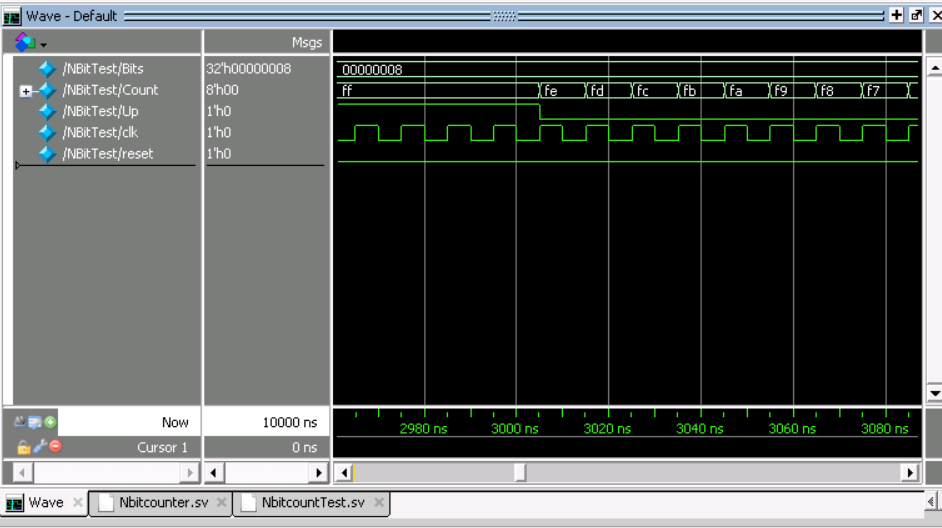 Wave - Default
Msgs
/NBitTest/Bits 32'h00000008 00000008
/NBitTest/Count 8'h00 ff fe fd fc fb fa f9 f8 f7
/NBitTest/Up 1'h0
/NBitTest/clk 1'h0
/NBitTest/reset 1'h0
Now 10000 ns 2980 ns 3000 ns 3020 ns 3040 ns 3060 ns 3080 ns
Cursor 1 0 ns
Wave Nbitcounter.sv NbitcountTest.sv